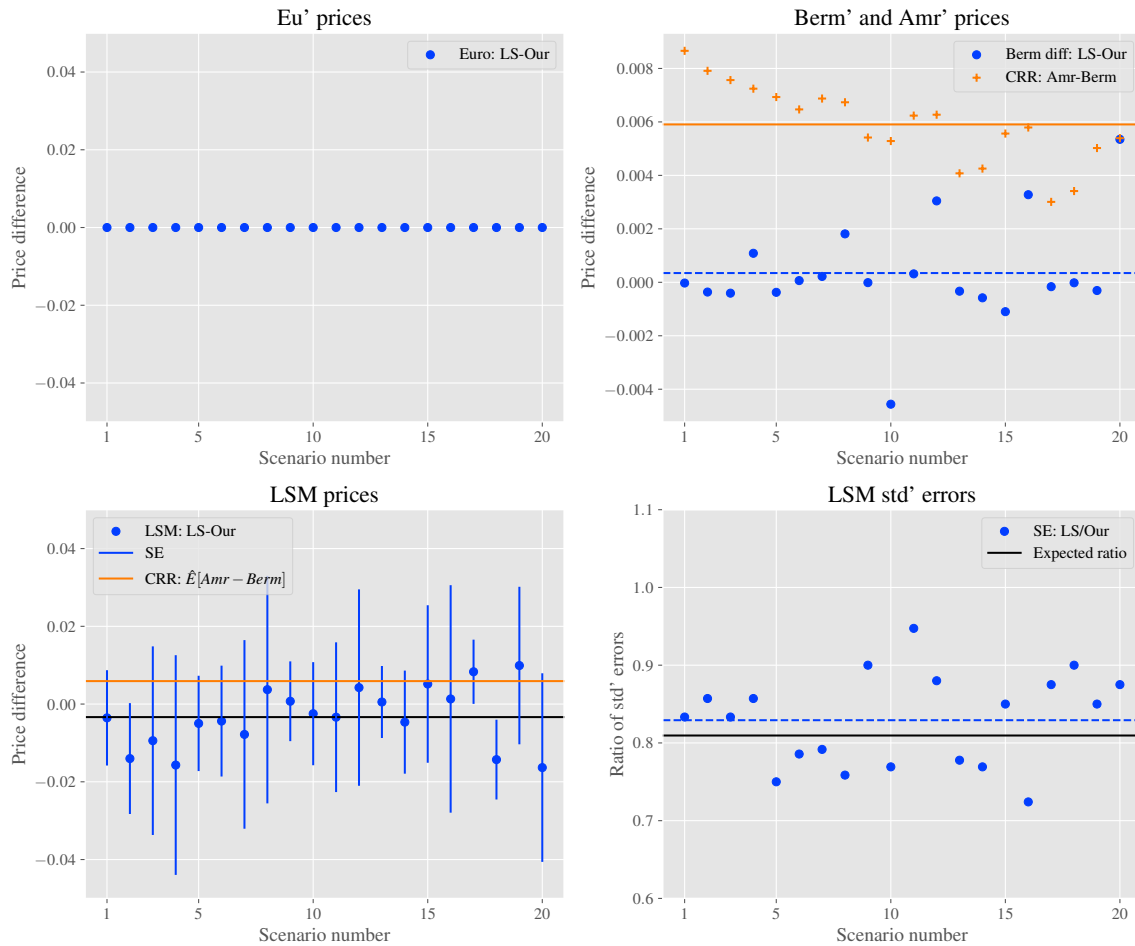 Eu' prices
Euro: LS-Our
0.04
0.02
0.00
−0.02
−0.04
Price difference
1 5 10 15 20
Scenario number
Berm' and Amr' prices
Berm diff: LS-Our
CRR: Amr-Berm
0.008
0.006
0.004
0.002
0.000
−0.002
−0.004
Price difference
1 5 10 15 20
Scenario number
LSM prices
LSM: LS-Our
SE
CRR: Ê[Amr − Berm]
0.04
0.02
0.00
−0.02
−0.04
Price difference
1 5 10 15 20
Scenario number
LSM std' errors
SE: LS/Our
Expected ratio
1.1
1.0
0.9
0.8
0.7
0.6
Ratio of std' errors
1 5 10 15 20
Scenario number